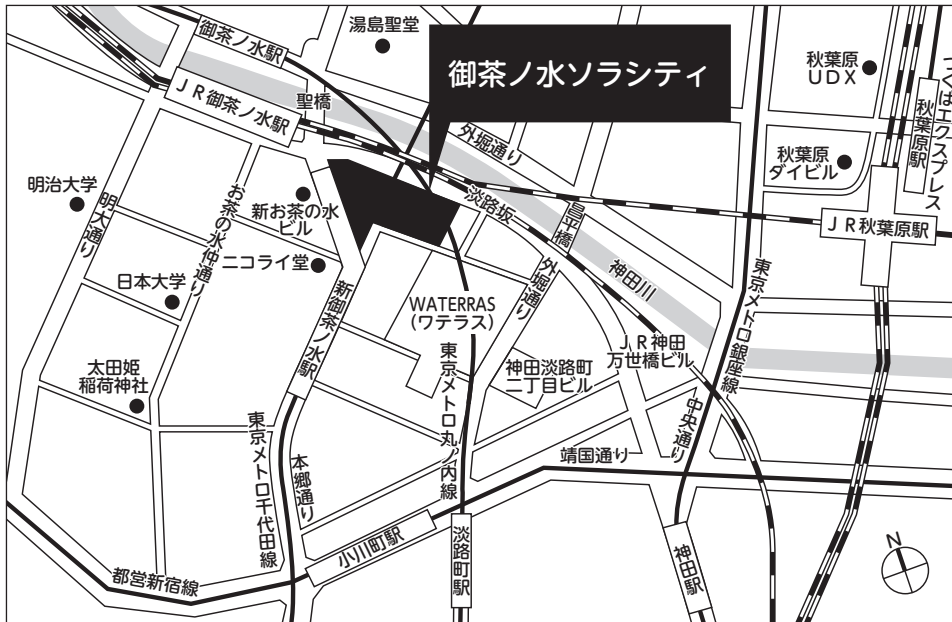 湯島聖堂
御茶ノ水駅
御茶ノ水ソラシティ
秋葉原
UDX
つくばエクスプレス
秋葉原駅
聖橋
JR御茶ノ水駅
外堀通り
秋葉原
ダイビル
明治大学
明大通り
お茶の水仲通り
新お茶の水
ビル
淡路坂
昌平橋
JR秋葉原駅
ニコライ堂
日本大学
新御茶ノ水駅
WATERRAS
(ワテラス)
外堀通り
神田川
東京メトロ銀座線
太田姫
稲荷神社
東京メトロ丸ノ内線
神田淡路町
二丁目ビル
JR神田
万世橋ビル
中央通り
東京メトロ千代田線
本郷通り
靖国通り
小川町駅
淡路町駅
神田駅
都営新宿線
N